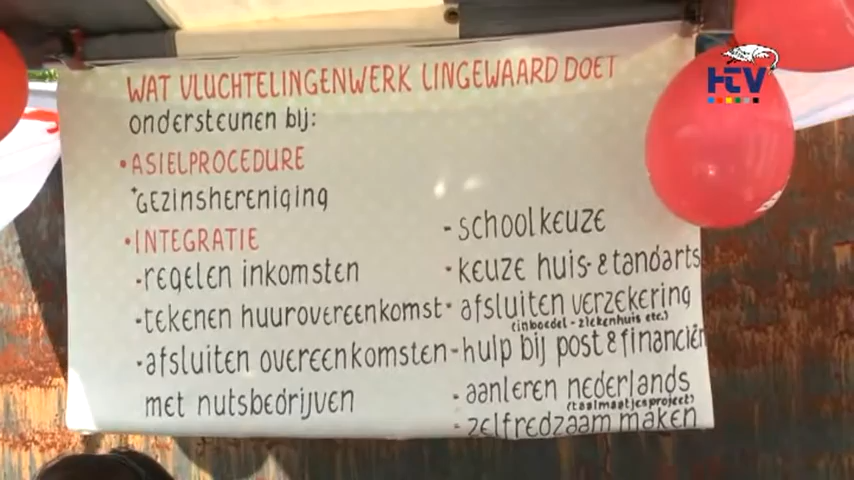 WAT VLUCHTELINGENWERK LINGEWAARD DOET
ondersteunen bij:
• ASIELPROCEDURE
+ GEZINSHERENIGING
• INTEGRATIE
- regelen inkomsten
- tekenen huurovereenkomst
- afsluiten overeenkomsten
met nutsbedrijven
- schoolkeuze
- keuze huis- & tandarts
- afsluiten verzekering
(inboedel - ziekenhuis etc.)
- hulp bij post & financiën
- aanleren nederlands
(taalmaatjesproject)
- zelfredzaam maken
HTV